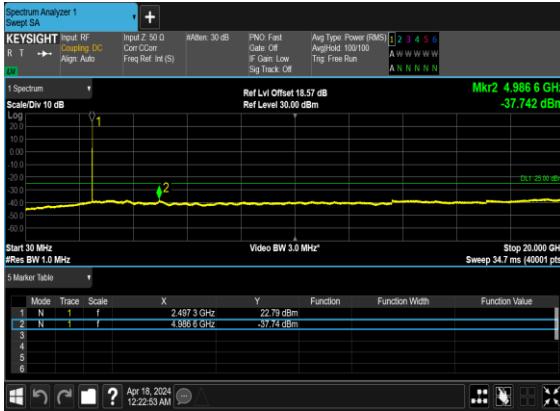 Spectrum Analyzer 1
Swept SA
KEYSIGHT Input: RF Input Z: 50 Ω #Atten: 30 dB PNO: Fast Avg Type: Power (RMS) 1 2 3 4 5 6
R T Coupling: DC Corr CCorr Gate: Off Avg|Hold: 100/100 A W W W W W
Align: Auto Freq Ref: Int (S) IF Gain: Low Trig: Free Run
Sig Track: Off A N N N N N
1 Spectrum Ref Lvl Offset 18.57 dB Mkr2 4.986 6 GHz
Scale/Div 10 dB Ref Level 30.00 dBm -37.742 dBm
Log
20.0
10.0
0.00
-10.0
-20.0
-30.0
-40.0
-50.0
-60.0
1
2
Start 30 MHz Video BW 3.0 MHz* Stop 20.000 GHz
#Res BW 1.0 MHz Sweep 34.7 ms (40001 pts)
5 Marker Table
Mode Trace Scale X Y Function Function Width Function Value
1 N 1 f 2.497 3 GHz 22.79 dBm
2 N 1 f 4.986 6 GHz -37.74 dBm
3
4
5
6
? Apr 18, 2024
12:22:53 AM